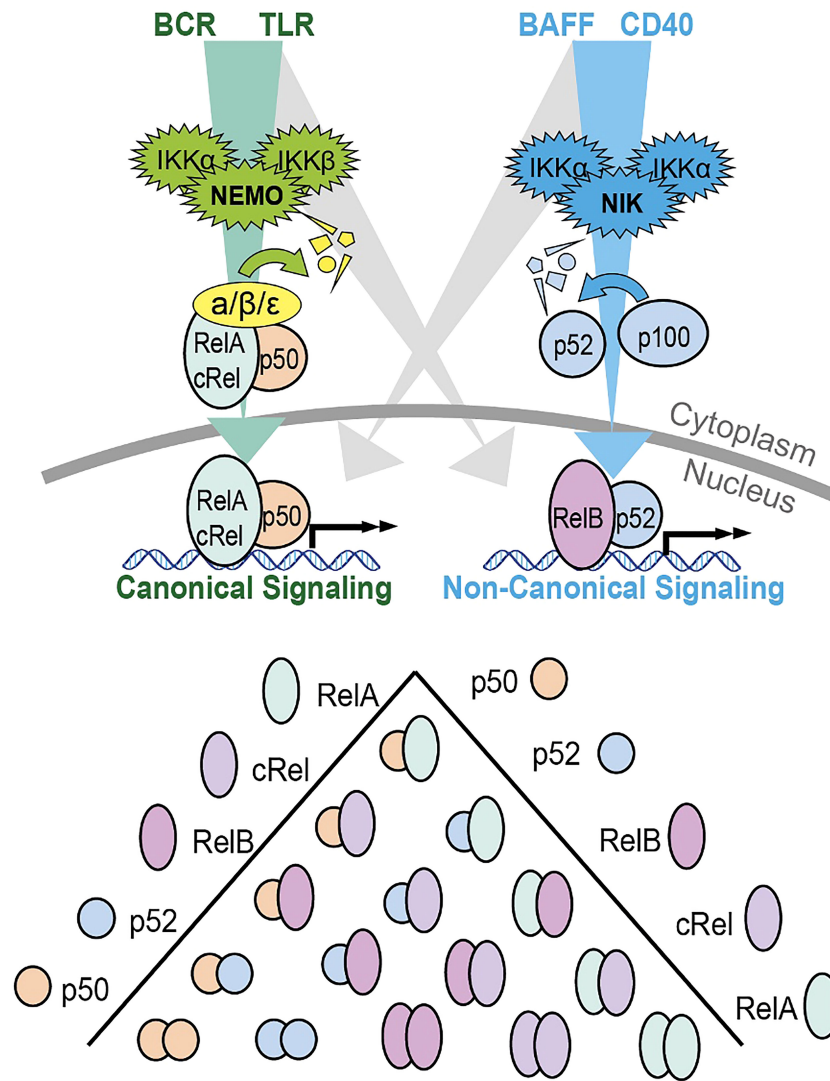 BCR TLR
BAFF CD40
IKKα IKKβ
NEMO
IKKα IKKα
NIK
a/β/ε
RelA
cRel
p50
p52
p100
Cytoplasm
Nucleus
RelA
cRel
p50
RelB
p52
Canonical Signaling
Non-Canonical Signaling
RelA
cRel
RelB
p52
p50
p50
p52
RelB
cRel
RelA